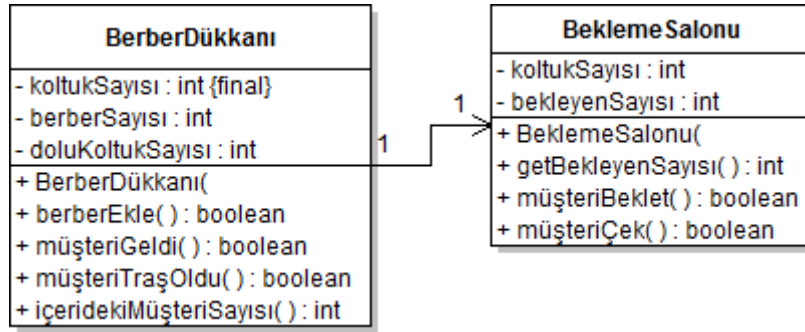 BerberDükkanı
- koltukSayısı : int {final}
- berberSayısı : int
- doluKoltukSayısı : int
+ BerberDükkanı(
+ berberEkle( ) : boolean
+ müşteriGeldi( ) : boolean
+ müşteriTraşOldu( ) : boolean
+ içeridekiMüşteriSayısı( ) : int
1
1
BeklemeSalonu
- koltukSayısı : int
- bekleyenSayısı : int
+ BeklemeSalonu(
+ getBekleyenSayısı( ) : int
+ müşteriBeklet( ) : boolean
+ müşteriÇek( ) : boolean